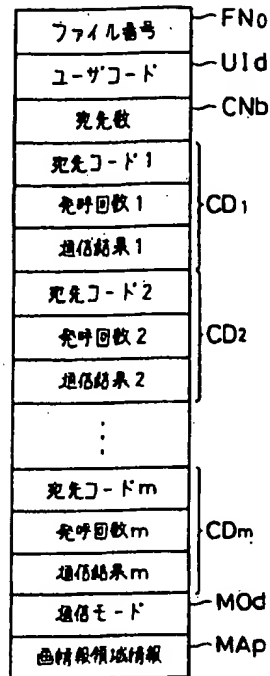 ファイル番号 FNo
ユーザコード UId
宛先数 CNb
宛先コード1
発呼回数1 CD1
通信結果1
宛先コード2
発呼回数2 CD2
通信結果2
⋮
宛先コードm
発呼回数m CDm
通信結果m
通信モード MOd
画情報領域情報 MAp